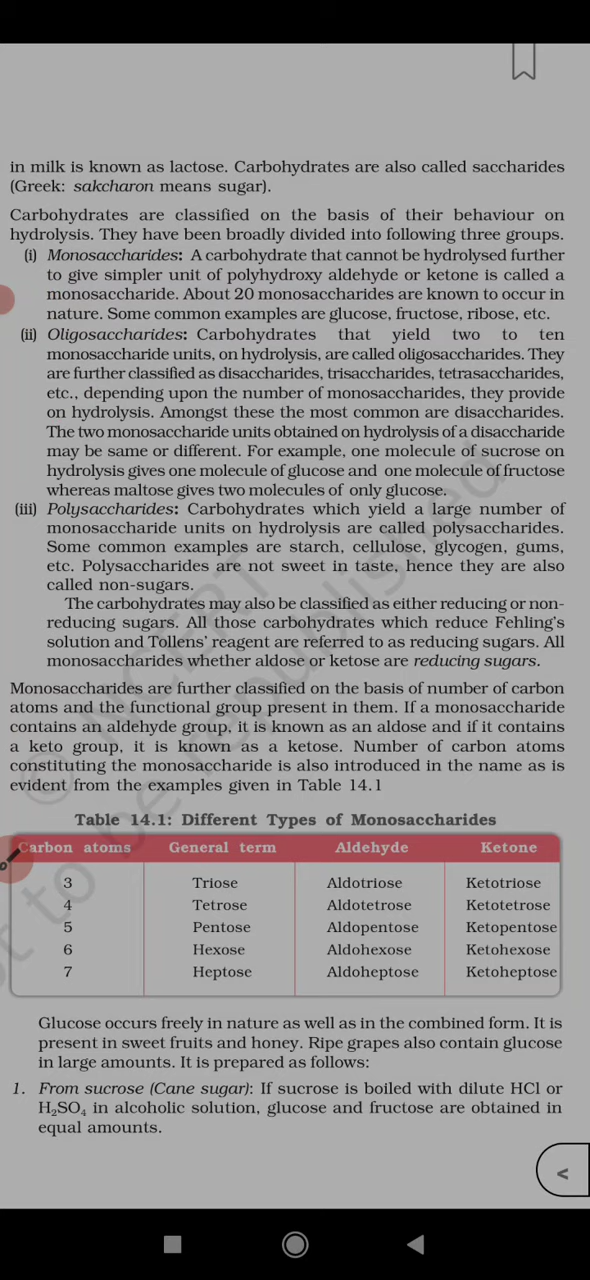 in milk is known as lactose. Carbohydrates are also called saccharides
(Greek: sakcharon means sugar).
Carbohydrates are classified on the basis of their behaviour on
hydrolysis. They have been broadly divided into following three groups.
(i) Monosaccharides: A carbohydrate that cannot be hydrolysed further
to give simpler unit of polyhydroxy aldehyde or ketone is called a
monosaccharide. About 20 monosaccharides are known to occur in
nature. Some common examples are glucose, fructose, ribose, etc.
(ii) Oligosaccharides: Carbohydrates that yield two to ten
monosaccharide units, on hydrolysis, are called oligosaccharides. They
are further classified as disaccharides, trisaccharides, tetrasaccharides,
etc., depending upon the number of monosaccharides, they provide
on hydrolysis. Amongst these the most common are disaccharides.
The two monosaccharide units obtained on hydrolysis of a disaccharide
may be same or different. For example, one molecule of sucrose on
hydrolysis gives one molecule of glucose and one molecule of fructose
whereas maltose gives two molecules of only glucose.
(iii) Polysaccharides: Carbohydrates which yield a large number of
monosaccharide units on hydrolysis are called polysaccharides.
Some common examples are starch, cellulose, glycogen, gums,
etc. Polysaccharides are not sweet in taste, hence they are also
called non-sugars.
The carbohydrates may also be classified as either reducing or non-
reducing sugars. All those carbohydrates which reduce Fehling's
solution and Tollens' reagent are referred to as reducing sugars. All
monosaccharides whether aldose or ketose are reducing sugars.
Monosaccharides are further classified on the basis of number of carbon
atoms and the functional group present in them. If a monosaccharide
contains an aldehyde group, it is known as an aldose and if it contains
a keto group, it is known as a ketose. Number of carbon atoms
constituting the monosaccharide is also introduced in the name as is
evident from the examples given in Table 14.1
Table 14.1: Different Types of Monosaccharides
Carbon atoms General term Aldehyde Ketone
3 Triose Aldotriose Ketotriose
4 Tetrose Aldotetrose Ketotetrose
5 Pentose Aldopentose Ketopentose
6 Hexose Aldohexose Ketohexose
7 Heptose Aldoheptose Ketoheptose
Glucose occurs freely in nature as well as in the combined form. It is
present in sweet fruits and honey. Ripe grapes also contain glucose
in large amounts. It is prepared as follows:
1. From sucrose (Cane sugar): If sucrose is boiled with dilute HCl or
H₂SO₄ in alcoholic solution, glucose and fructose are obtained in
equal amounts.
© NCERT
not to be republished